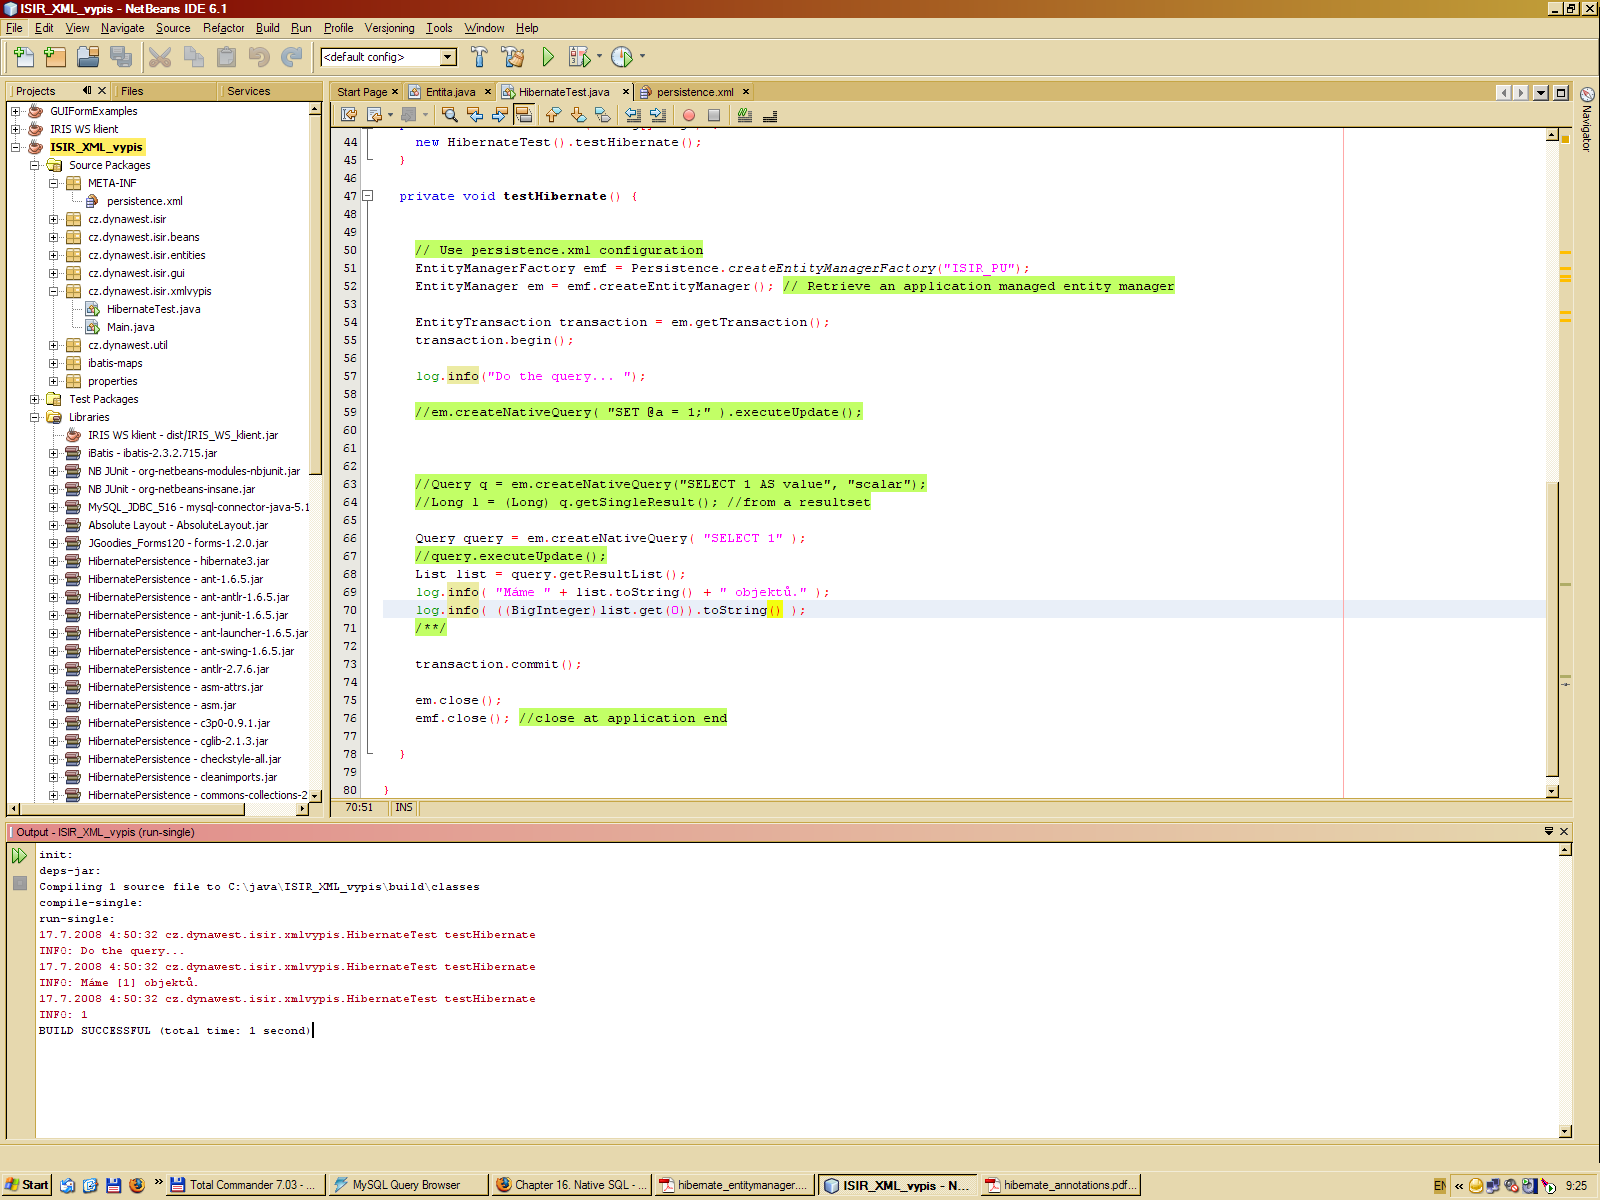 ISIR_XML_vypis - NetBeans IDE 6.1
File Edit View Navigate Source Refactor Build Run Profile Versioning Tools Window Help
<default config>
Projects Files Services
Start Page Entita.java HibernateTest.java persistence.xml
Navigator
GUIFormExamples
IRIS WS klient
ISIR_XML_vypis
Source Packages
META-INF
persistence.xml
cz.dynawest.isir
cz.dynawest.isir.beans
cz.dynawest.isir.entities
cz.dynawest.isir.gui
cz.dynawest.isir.xmlvypis
HibernateTest.java
Main.java
cz.dynawest.util
ibatis-maps
properties
Test Packages
Libraries
IRIS WS klient - dist/IRIS_WS_klient.jar
iBatis - ibatis-2.3.2.715.jar
NB JUnit - org-netbeans-modules-nbjunit.jar
NB JUnit - org-netbeans-insane.jar
MySQL_JDBC_516 - mysql-connector-java-5.1
Absolute Layout - AbsoluteLayout.jar
JGoodies_Forms120 - forms-1.2.0.jar
HibernatePersistence - hibernate3.jar
HibernatePersistence - ant-1.6.5.jar
HibernatePersistence - ant-antlr-1.6.5.jar
HibernatePersistence - ant-junit-1.6.5.jar
HibernatePersistence - ant-launcher-1.6.5.jar
HibernatePersistence - ant-swing-1.6.5.jar
HibernatePersistence - antlr-2.7.6.jar
HibernatePersistence - asm-attrs.jar
HibernatePersistence - asm.jar
HibernatePersistence - c3p0-0.9.1.jar
HibernatePersistence - cglib-2.1.3.jar
HibernatePersistence - checkstyle-all.jar
HibernatePersistence - cleanimports.jar
HibernatePersistence - commons-collections-2
44 new HibernateTest().testHibernate();
45 }
46
47 private void testHibernate() {
48
49
50 // Use persistence.xml configuration
51 EntityManagerFactory emf = Persistence.createEntityManagerFactory("ISIR_PU");
52 EntityManager em = emf.createEntityManager(); // Retrieve an application managed entity manager
53
54 EntityTransaction transaction = em.getTransaction();
55 transaction.begin();
56
57 log.info("Do the query... ");
58
59 //em.createNativeQuery( "SET @a = 1;" ).executeUpdate();
60
61
62
63 //Query q = em.createNativeQuery("SELECT 1 AS value", "scalar");
64 //Long l = (Long) q.getSingleResult(); //from a resultset
65
66 Query query = em.createNativeQuery( "SELECT 1" );
67 //query.executeUpdate();
68 List list = query.getResultList();
69 log.info( "Máme " + list.toString() + " objektů." );
70 log.info( ((BigInteger)list.get(0)).toString() );
71 /**/
72
73 transaction.commit();
74
75 em.close();
76 emf.close(); //close at application end
77
78 }
79
80 }
70:51 INS
Output - ISIR_XML_vypis (run-single)
init:
deps-jar:
Compiling 1 source file to C:\java\ISIR_XML_vypis\build\classes
compile-single:
run-single:
17.7.2008 4:50:32 cz.dynawest.isir.xmlvypis.HibernateTest testHibernate
INFO: Do the query...
17.7.2008 4:50:32 cz.dynawest.isir.xmlvypis.HibernateTest testHibernate
INFO: Máme [1] objektů.
17.7.2008 4:50:32 cz.dynawest.isir.xmlvypis.HibernateTest testHibernate
INFO: 1
BUILD SUCCESSFUL (total time: 1 second)
Start » Total Commander 7.03 - ... MySQL Query Browser Chapter 16. Native SQL - ... hibernate_entitymanager.... ISIR_XML_vypis - N... hibernate_annotations.pdf... EN « 9:25